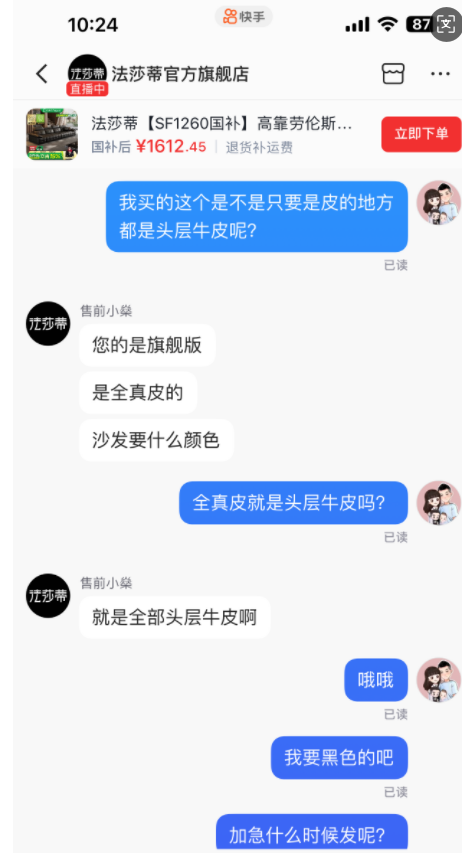 10:24
快手
87
法莎蒂
直播中
法莎蒂官方旗舰店
法莎蒂【SF1260国补】高靠劳伦斯...
国补后 ¥1612.45 | 退货补运费
立即下单
我买的这个是不是只要是皮的地方
都是头层牛皮呢?
已读
法莎蒂
售前小燊
您的是旗舰版
是全真皮的
沙发要什么颜色
全真皮就是头层牛皮吗?
已读
法莎蒂
售前小燊
就是全部头层牛皮啊
哦哦
已读
我要黑色的吧
已读
加急什么时候发呢?